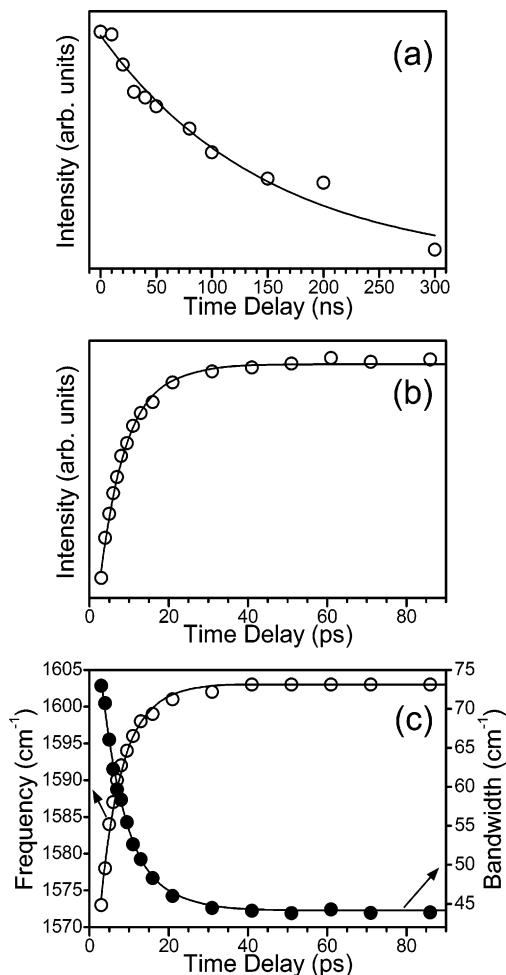 (a)
Intensity (arb. units)
0 50 100 150 200 250 300
Time Delay (ns)
(b)
Intensity (arb. units)
0 20 40 60 80
Time Delay (ps)
(c)
Frequency (cm⁻¹)
1605
1600
1595
1590
1585
1580
1575
1570
75
70
65
60
55
50
45
Bandwidth (cm⁻¹)
0 20 40 60 80
Time Delay (ps)